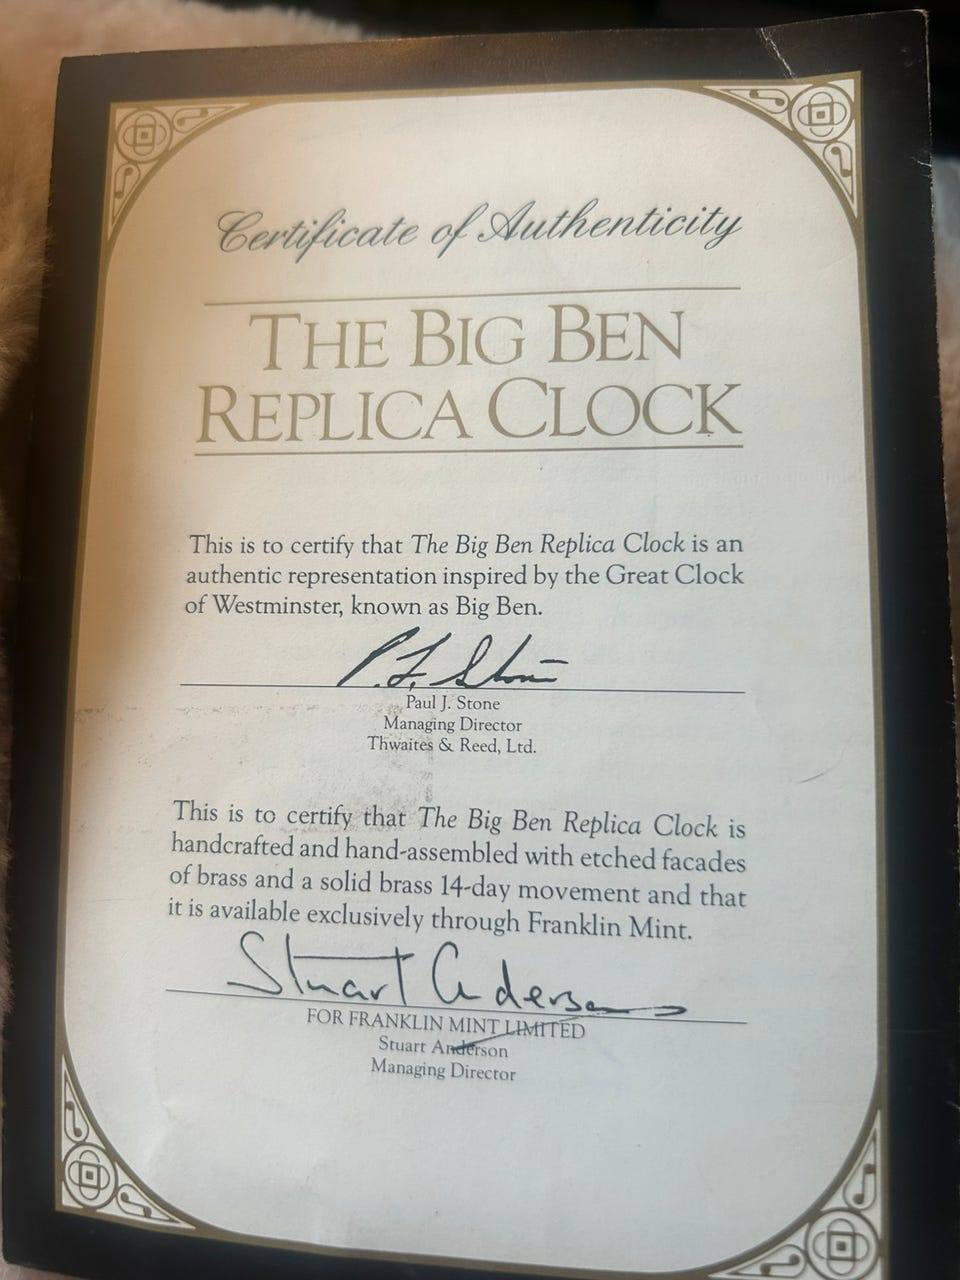 Certificate of Authenticity
THE BIG BEN
REPLICA CLOCK
This is to certify that The Big Ben Replica Clock is an
authentic representation inspired by the Great Clock
of Westminster, known as Big Ben.
P. J. Stone
Paul J. Stone
Managing Director
Thwaites & Reed, Ltd.
This is to certify that The Big Ben Replica Clock is
handcrafted and hand-assembled with etched facades
of brass and a solid brass 14-day movement and that
it is available exclusively through Franklin Mint.
Stuart Anderson
FOR FRANKLIN MINT LIMITED
Stuart Anderson
Managing Director